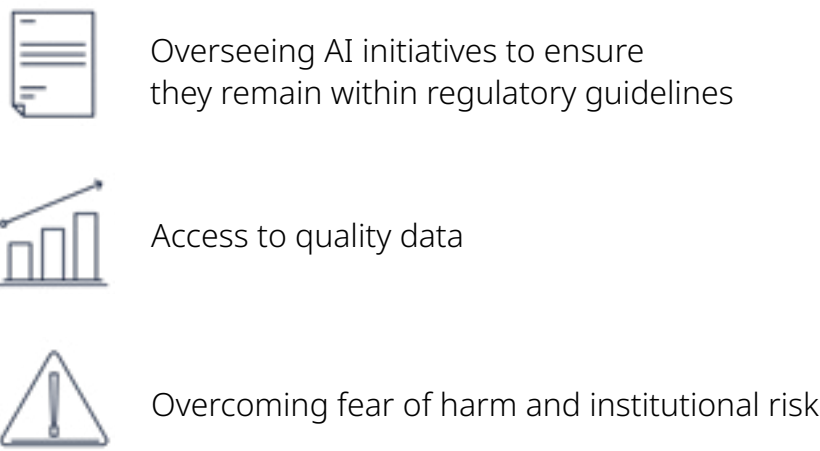 Overseeing AI initiatives to ensure
they remain within regulatory guidelines
Access to quality data
Overcoming fear of harm and institutional risk